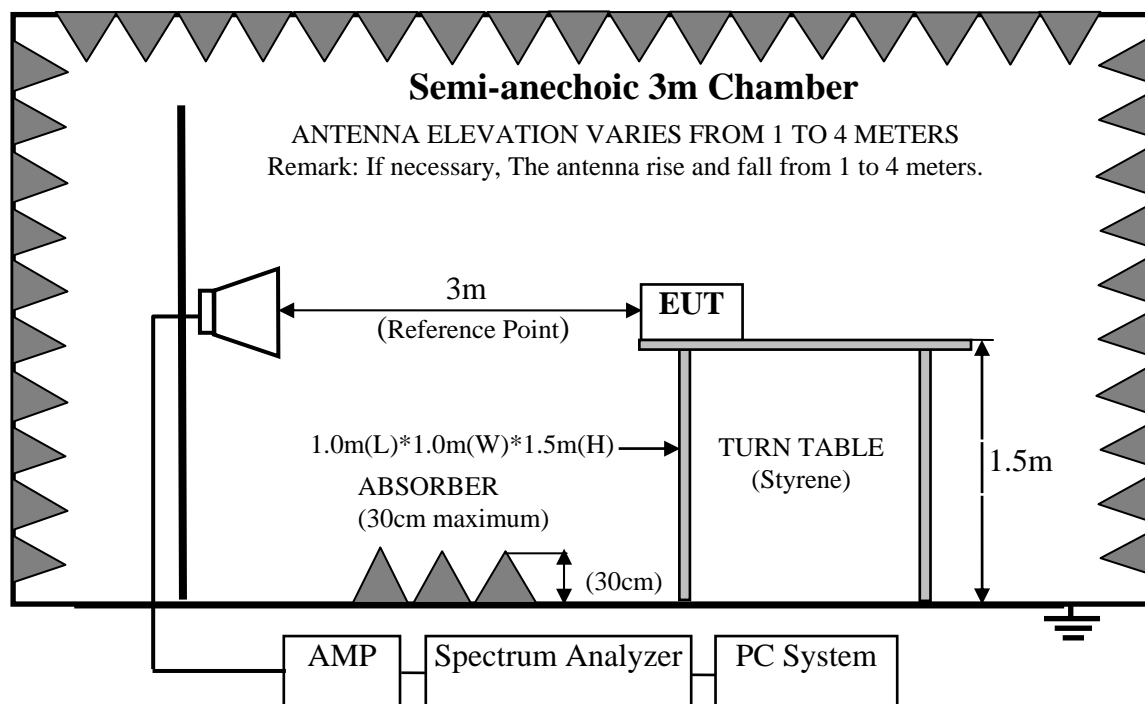 Semi-anechoic 3m Chamber
ANTENNA ELEVATION VARIES FROM 1 TO 4 METERS
Remark: If necessary, The antenna rise and fall from 1 to 4 meters.
3m
(Reference Point)
EUT
1.0m(L)*1.0m(W)*1.5m(H)
TURN TABLE
(Styrene)
1.5m
ABSORBER
(30cm maximum)
(30cm)
AMP
Spectrum Analyzer
PC System